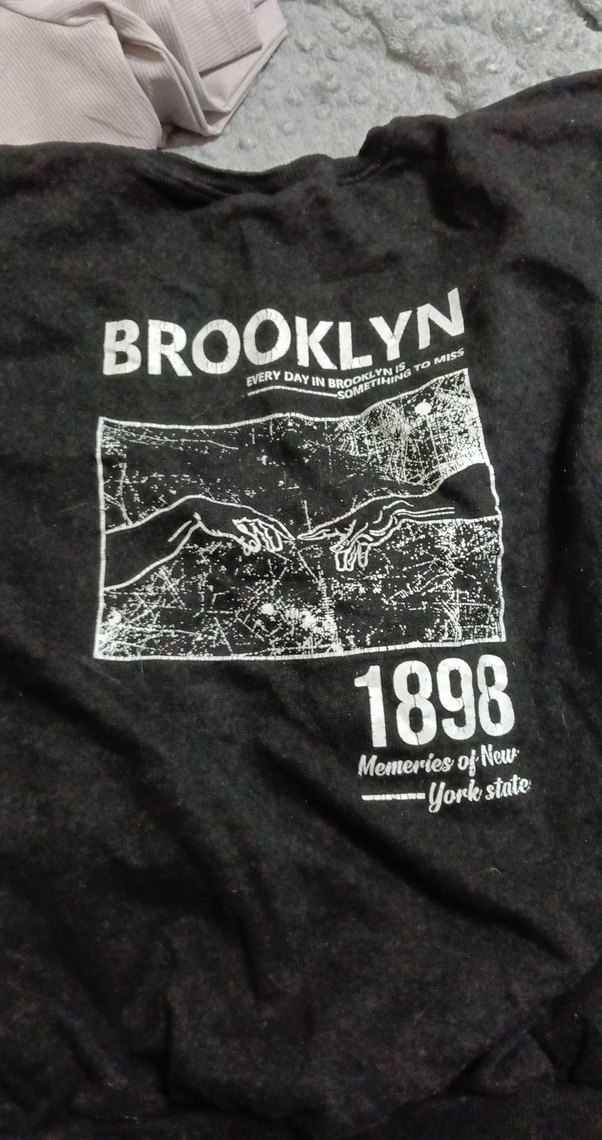 BROOKLYN
EVERY DAY IN BROOKLYN IS
SOMETIHING TO MISS
1898
Memeries of New
York state